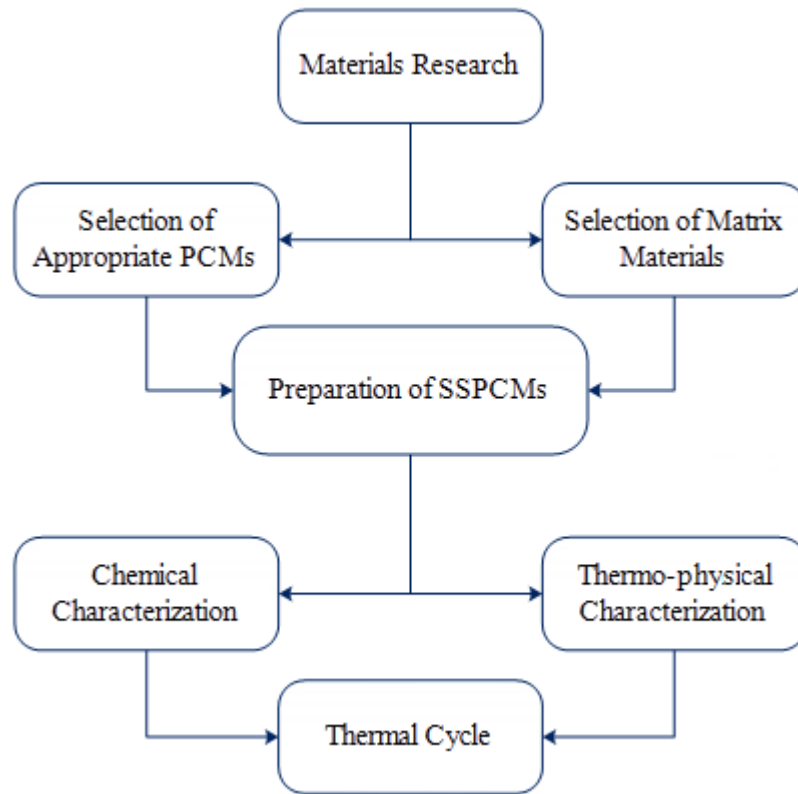 Materials Research
Selection of
Appropriate PCMs
Selection of Matrix
Materials
Preparation of SSPCMs
Chemical
Characterization
Thermo-physical
Characterization
Thermal Cycle